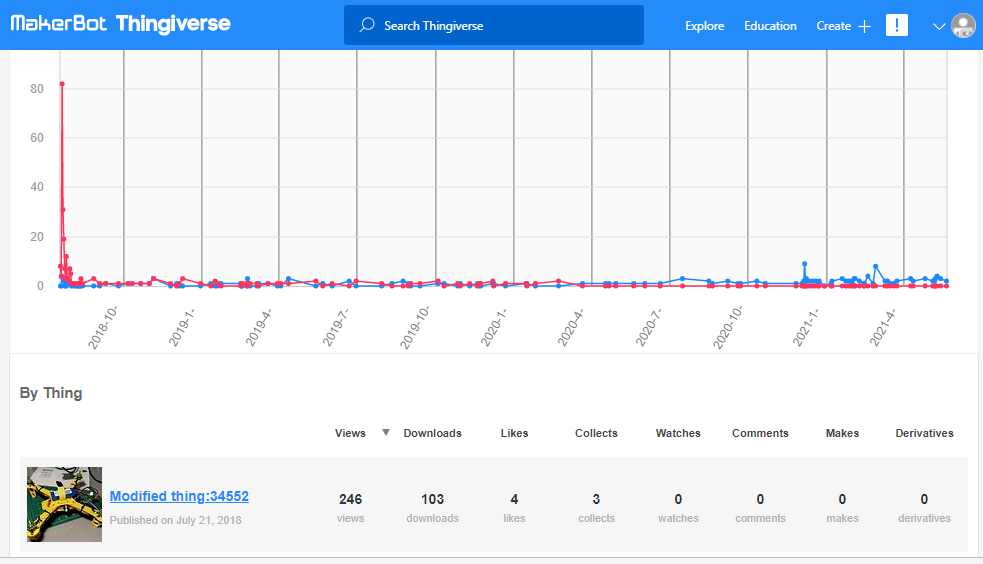 MakerBot Thingiverse
Search Thingiverse
Explore
Education
Create
!
80
60
40
20
0
2018-10-
2019-1-
2019-4-
2019-7-
2019-10-
2020-1-
2020-4-
2020-7-
2020-10-
2021-1-
2021-4-
By Thing
Views Downloads Likes Collects Watches Comments Makes Derivatives
Modified thing:34552
Published on July 21, 2018
246 103 4 3 0 0 0 0
views downloads likes collects watches comments makes derivatives